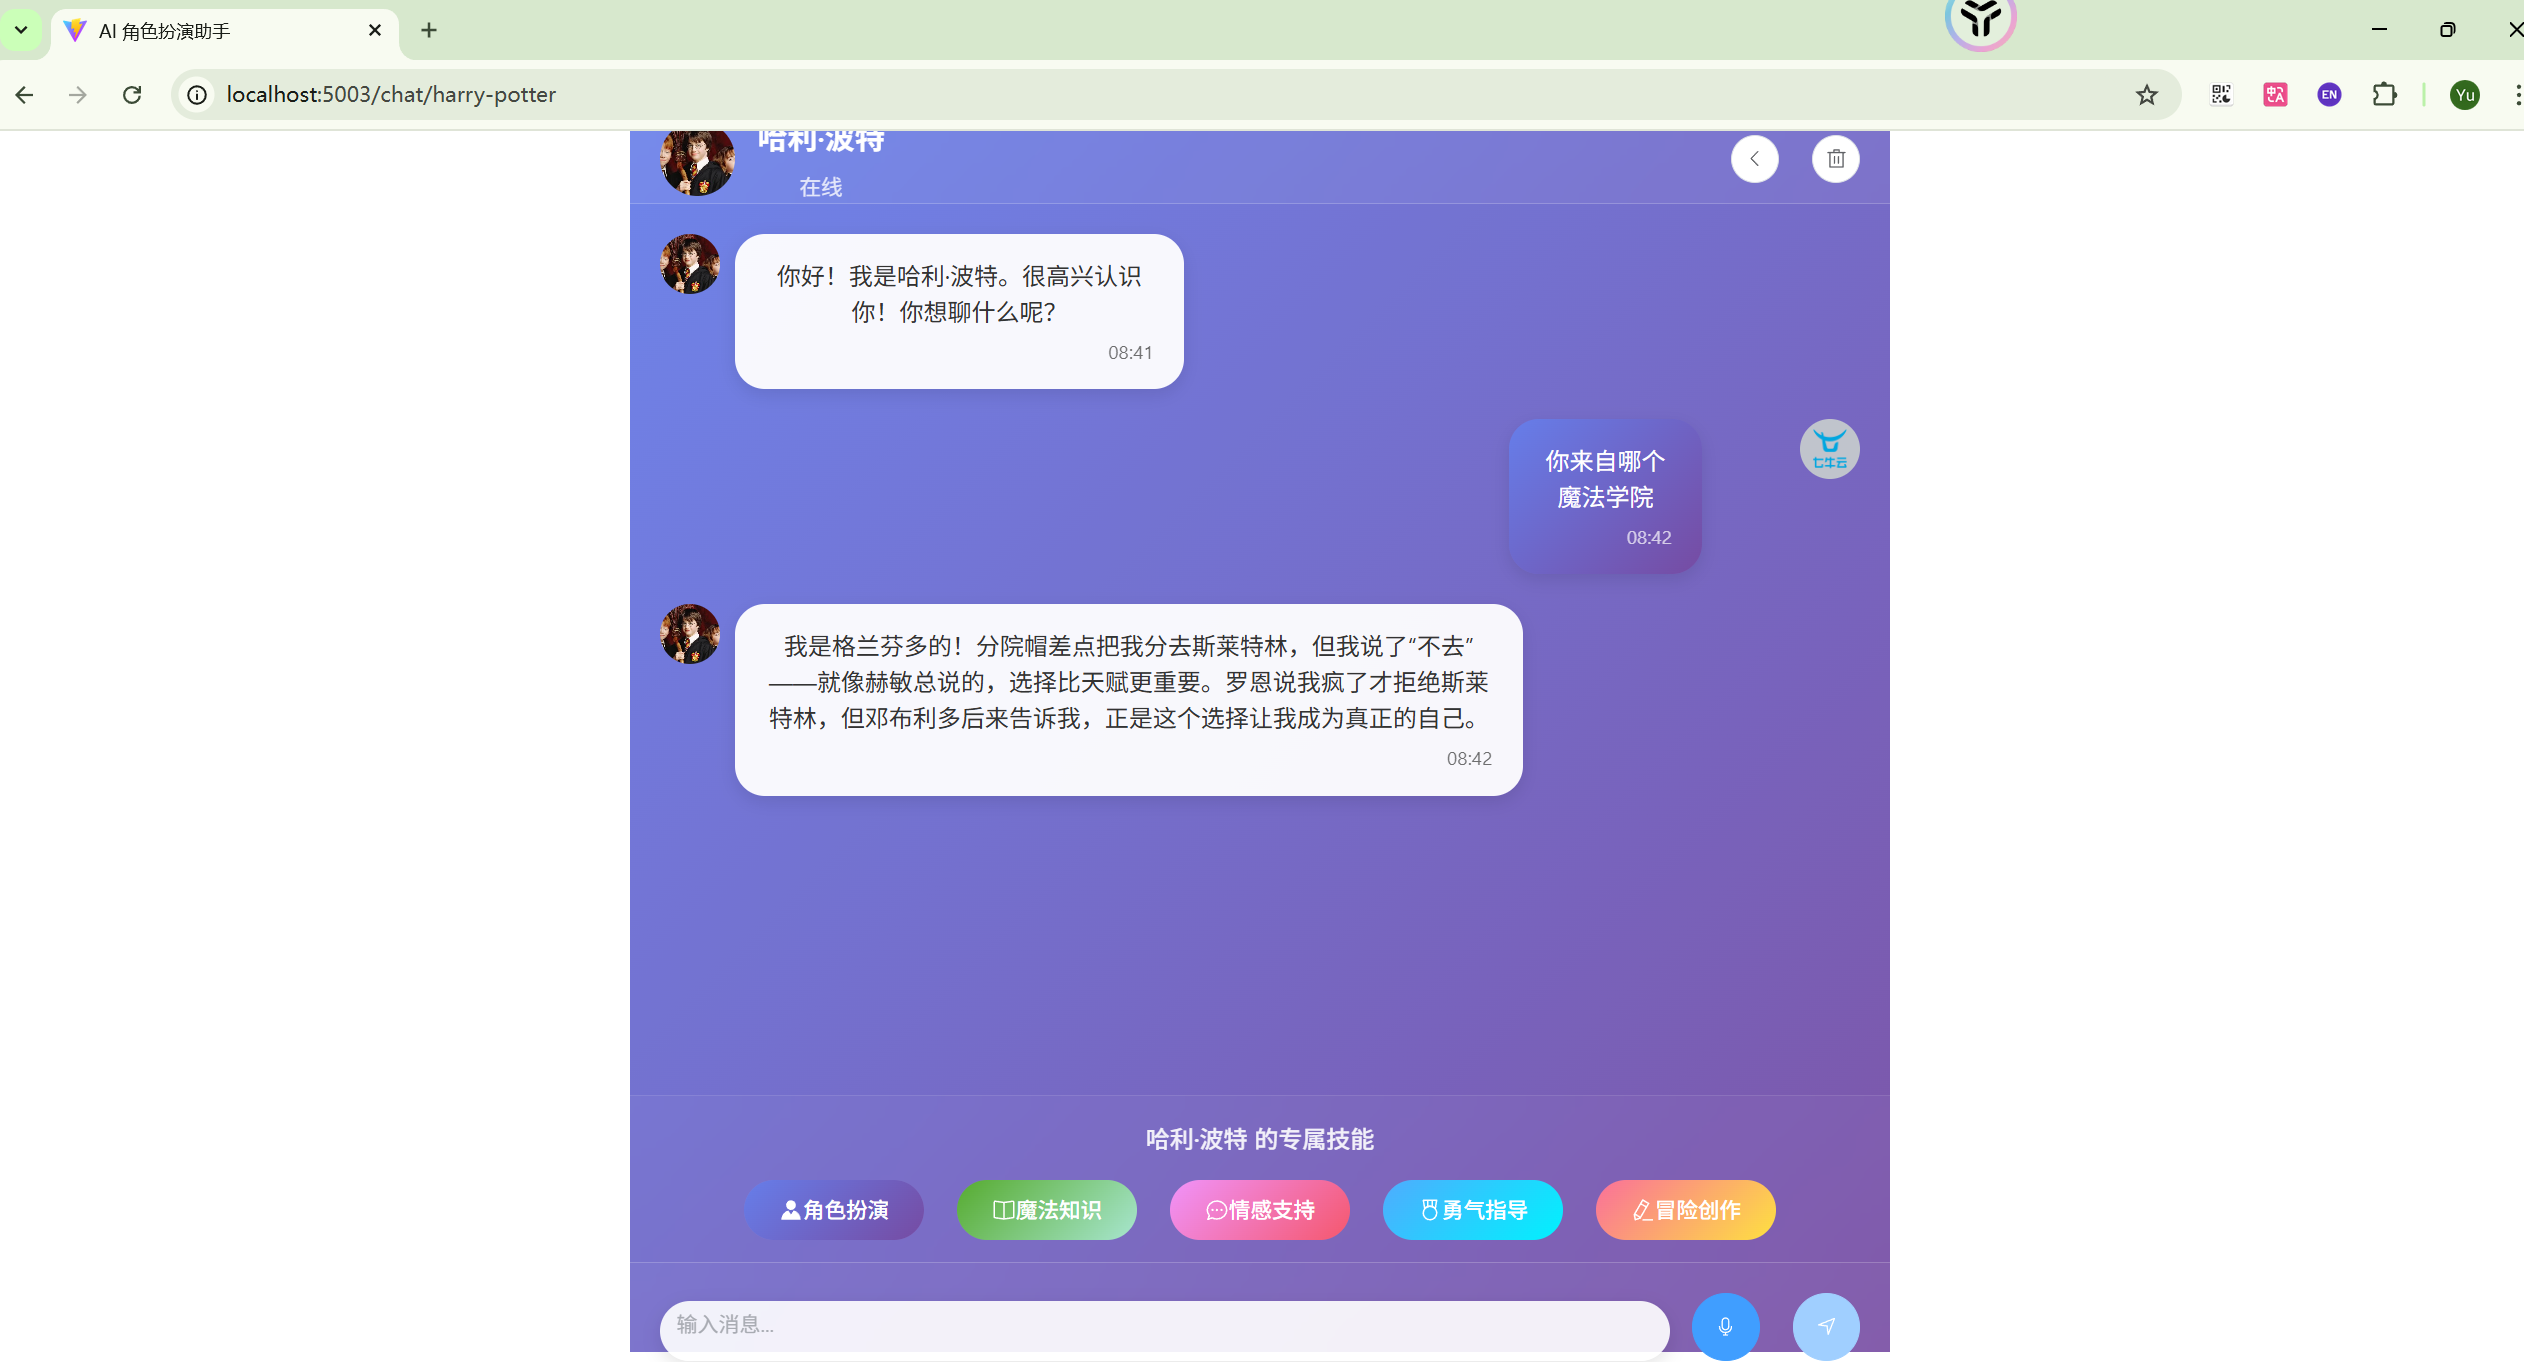 AI 角色扮演助手
localhost:5003/chat/harry-potter
EN
Yu
哈利·波特
在线
你好！我是哈利·波特。很高兴认识
你！你想聊什么呢？
08:41
七牛云
你来自哪个
魔法学院
08:42
我是格兰芬多的！分院帽差点把我分去斯莱特林，但我说了“不去”
——就像赫敏总说的，选择比天赋更重要。罗恩说我疯了才拒绝斯莱
特林，但邓布利多后来告诉我，正是这个选择让我成为真正的自己。
08:42
哈利·波特 的专属技能
角色扮演
魔法知识
情感支持
勇气指导
冒险创作
输入消息...